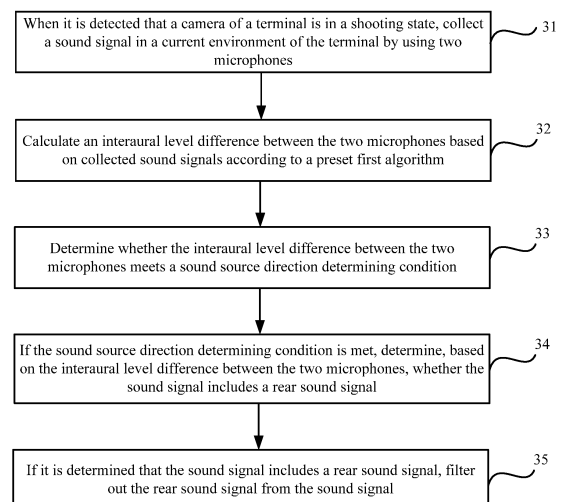 When it is detected that a camera of a terminal is in a shooting state, collect
a sound signal in a current environment of the terminal by using two
microphones
31
Calculate an interaural level difference between the two microphones based
on collected sound signals according to a preset first algorithm
32
Determine whether the interaural level difference between the two
microphones meets a sound source direction determining condition
33
If the sound source direction determining condition is met, determine, based
on the interaural level difference between the two microphones, whether the
sound signal includes a rear sound signal
34
If it is determined that the sound signal includes a rear sound signal, filter
out the rear sound signal from the sound signal
35